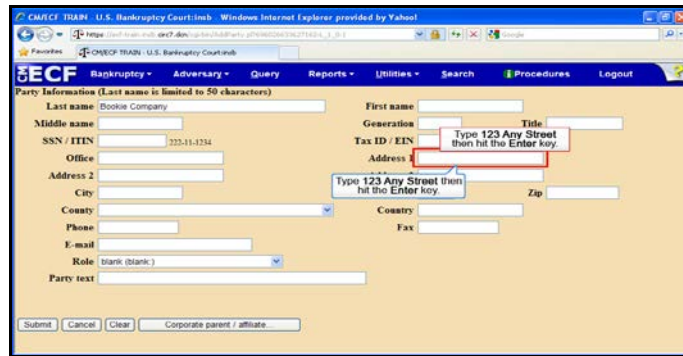 CM/ECF TRAIN - U.S. Bankruptcy Court:insb - Windows Internet Explorer provided by Yahoo!
Google
Favorites CM/ECF TRAIN - U.S. Bankruptcy Court:insb
CM ECF Bankruptcy Adversary Query Reports Utilities Search Procedures Logout ?
Party Information (Last name is limited to 50 characters)
Last name Bookie Company First name
Middle name Generation Title
SSN / ITIN 222-11-1234 Tax ID / EIN
Type 123 Any Street
then hit the Enter key.
Office Address 1
Address 2
Type 123 Any Street then
hit the Enter key.
City Zip
County Country
Phone Fax
E-mail
Role blank (blank:)
Party text
Submit Cancel Clear Corporate parent / affiliate...